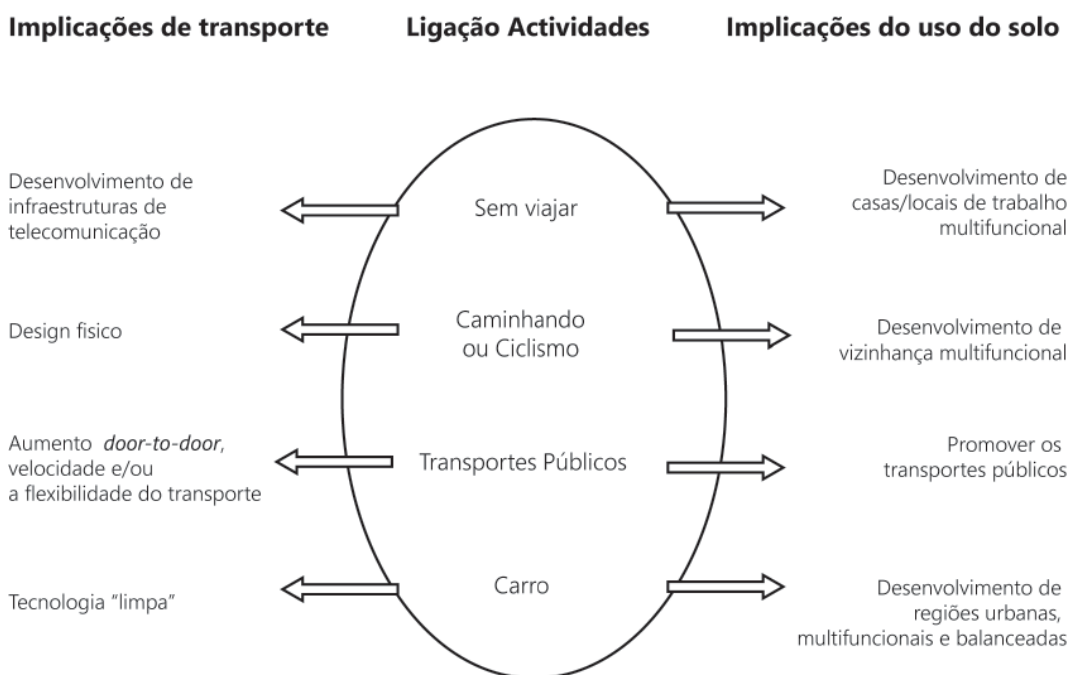 Implicações de transporte
Ligação Actividades
Implicações do uso do solo
Desenvolvimento de
infraestruturas de
telecomunicação
Sem viajar
Desenvolvimento de
casas/locais de trabalho
multifuncional
Design fisico
Caminhando
ou Ciclismo
Desenvolvimento de
vizinhança multifuncional
Aumento door-to-door,
velocidade e/ou
a flexibilidade do transporte
Transportes Públicos
Promover os
transportes públicos
Tecnologia "limpa"
Carro
Desenvolvimento de
regiões urbanas,
multifuncionais e balanceadas